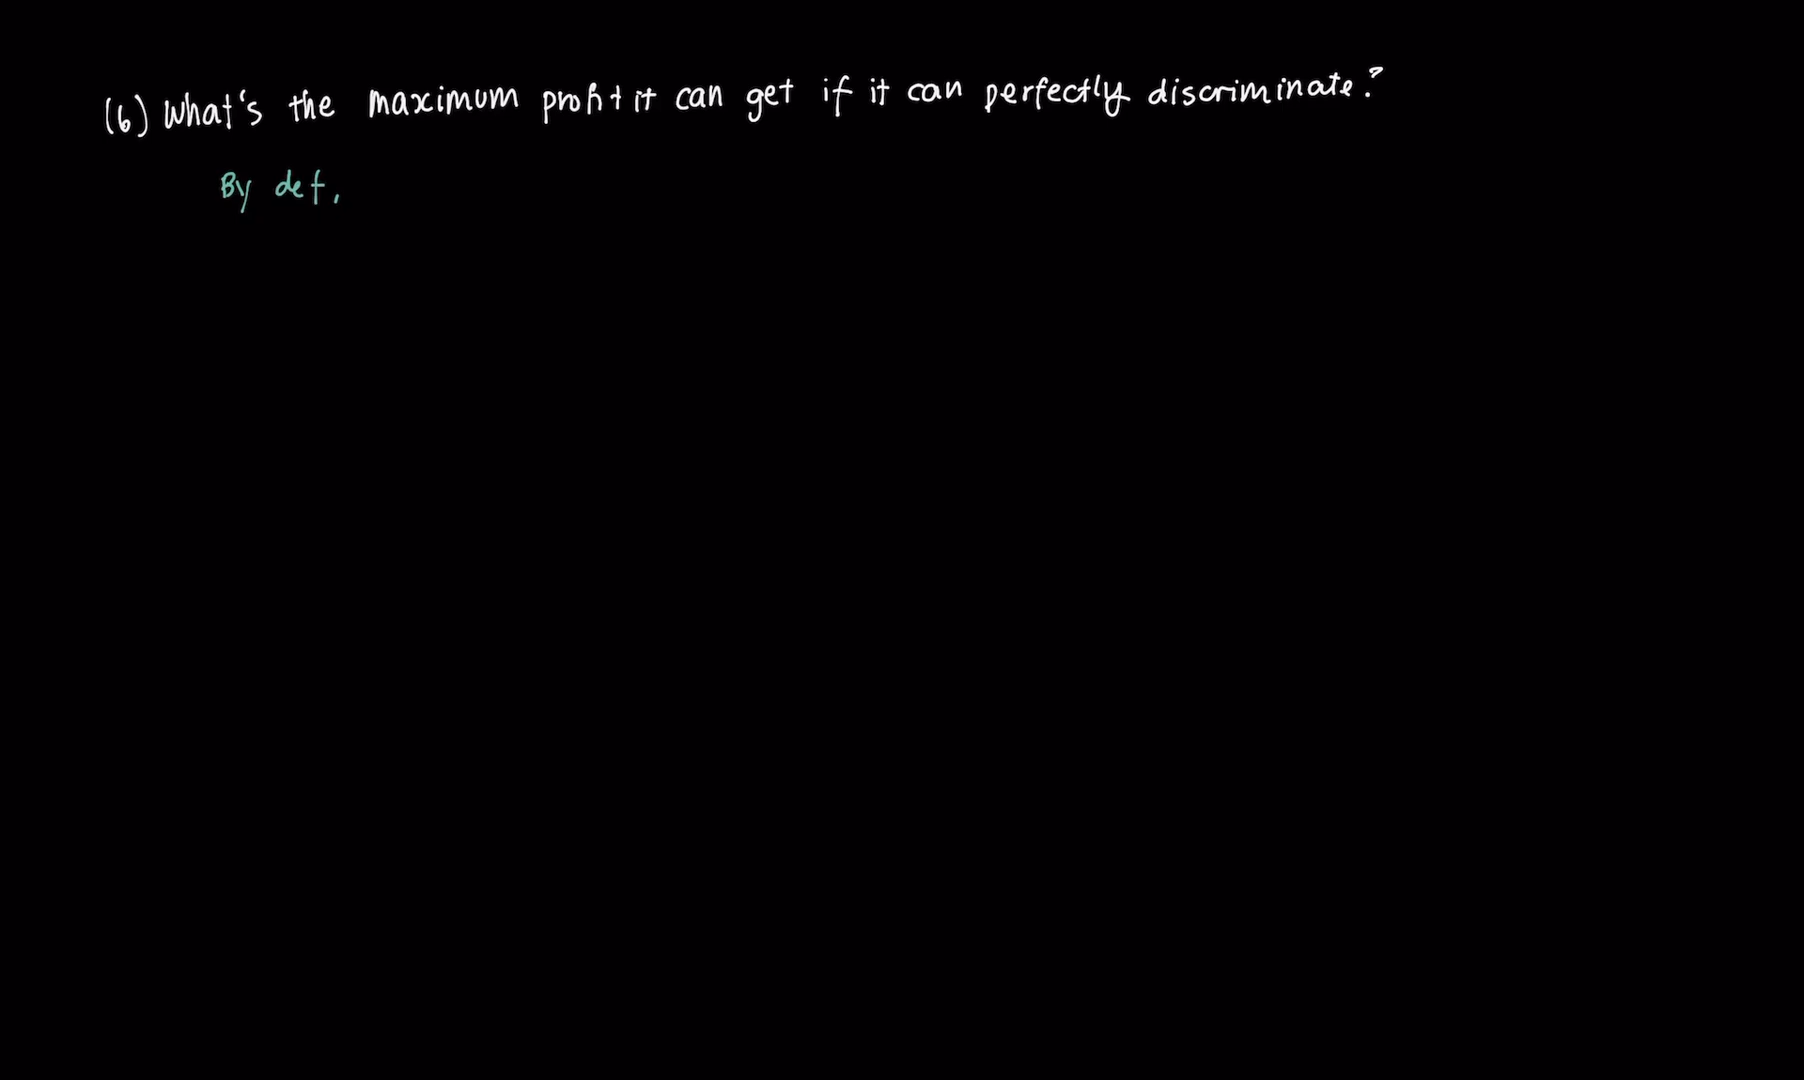 (6) What's the maximum profit it can get if it can perfectly discriminate?
By def,